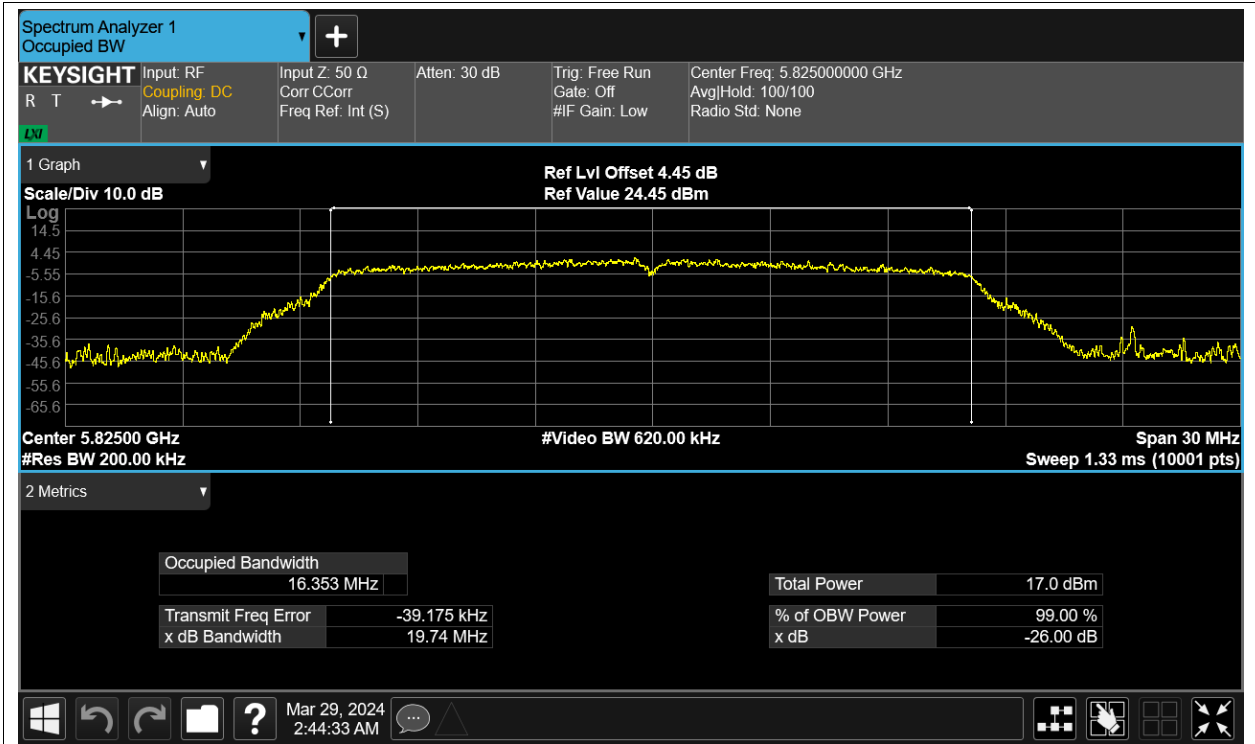 Spectrum Analyzer 1
Occupied BW
KEYSIGHT
R T
LXI
Input: RF
Coupling: DC
Align: Auto
Input Z: 50 Ω
Corr CCorr
Freq Ref: Int (S)
Atten: 30 dB
Trig: Free Run
Gate: Off
#IF Gain: Low
Center Freq: 5.825000000 GHz
Avg|Hold: 100/100
Radio Std: None
1 Graph
Scale/Div 10.0 dB
Ref Lvl Offset 4.45 dB
Ref Value 24.45 dBm
Log
14.5
4.45
-5.55
-15.6
-25.6
-35.6
-45.6
-55.6
-65.6
Center 5.82500 GHz
#Res BW 200.00 kHz
#Video BW 620.00 kHz
Span 30 MHz
Sweep 1.33 ms (10001 pts)
2 Metrics
Occupied Bandwidth
16.353 MHz
Transmit Freq Error -39.175 kHz
x dB Bandwidth 19.74 MHz
Total Power 17.0 dBm
% of OBW Power 99.00 %
x dB -26.00 dB
?
Mar 29, 2024
2:44:33 AM